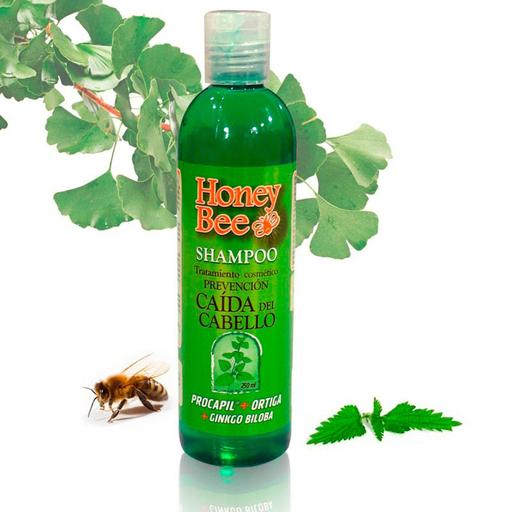 Honey
Bee
SHAMPOO
Tratamiento cosmético
PREVENCIÓN
CAÍDA DEL
CABELLO
250 ml
PROCAPIL® + ORTIGA
+ GINKGO BILOBA